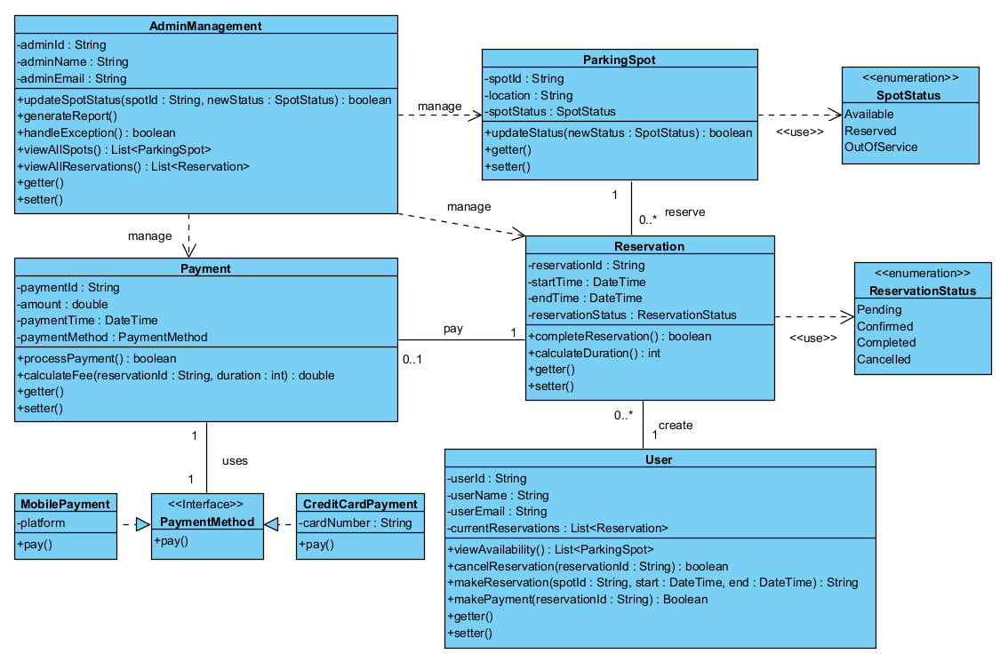 AdminManagement
-adminId : String
-adminName : String
-adminEmail : String
+updateSpotStatus(spotId : String, newStatus : SpotStatus) : boolean
+generateReport()
+handleException() : boolean
+viewAllSpots() : List<ParkingSpot>
+viewAllReservations() : List<Reservation>
+getter()
+setter()
manage
ParkingSpot
-spotId : String
-location : String
-spotStatus : SpotStatus
+updateStatus(newStatus : SpotStatus) : boolean
+getter()
+setter()
<<use>>
<<enumeration>>
SpotStatus
Available
Reserved
OutOfService
1
0..*
reserve
manage
manage
Payment
-paymentId : String
-amount : double
-paymentTime : DateTime
-paymentMethod : PaymentMethod
+processPayment() : boolean
+calculateFee(reservationId : String, duration : int) : double
+getter()
+setter()
pay
1
0..1
Reservation
-reservationId : String
-startTime : DateTime
-endTime : DateTime
-reservationStatus : ReservationStatus
+completeReservation() : boolean
+calculateDuration() : int
+getter()
+setter()
<<use>>
<<enumeration>>
ReservationStatus
Pending
Confirmed
Completed
Cancelled
0..*
create
1
1
uses
1
MobilePayment
-platform
+pay()
<<Interface>>
PaymentMethod
+pay()
CreditCardPayment
-cardNumber : String
+pay()
User
-userId : String
-userName : String
-userEmail : String
-currentReservations : List<Reservation>
+viewAvailability() : List<ParkingSpot>
+cancelReservation(reservationId : String) : boolean
+makeReservation(spotId : String, start : DateTime, end : DateTime) : String
+makePayment(reservationId : String) : Boolean
+getter()
+setter()